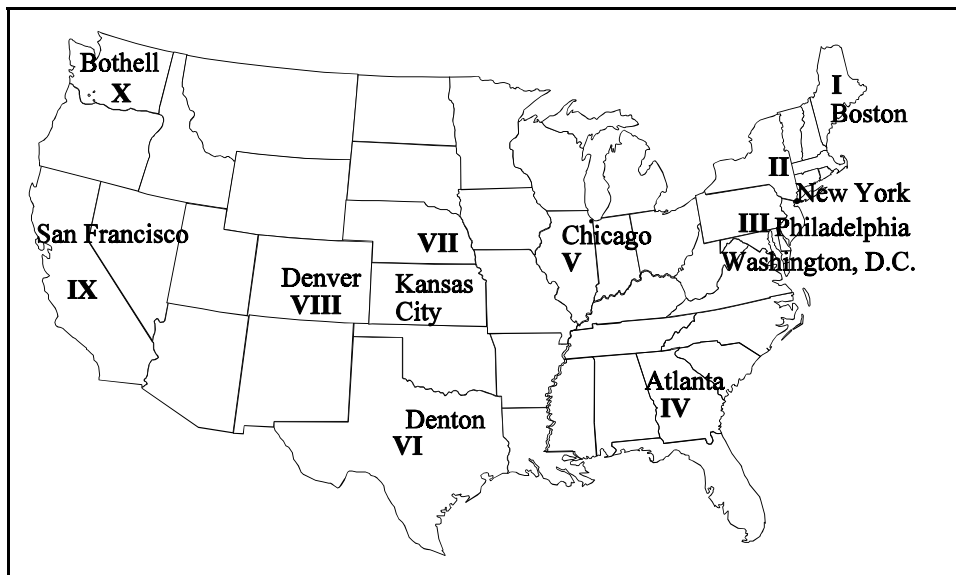 Bothell
X
I
Boston
II
New York
San Francisco
IX
VII
Chicago
V
III Philadelphia
Washington, D.C.
Denver
VIII
Kansas
City
Atlanta
IV
Denton
VI